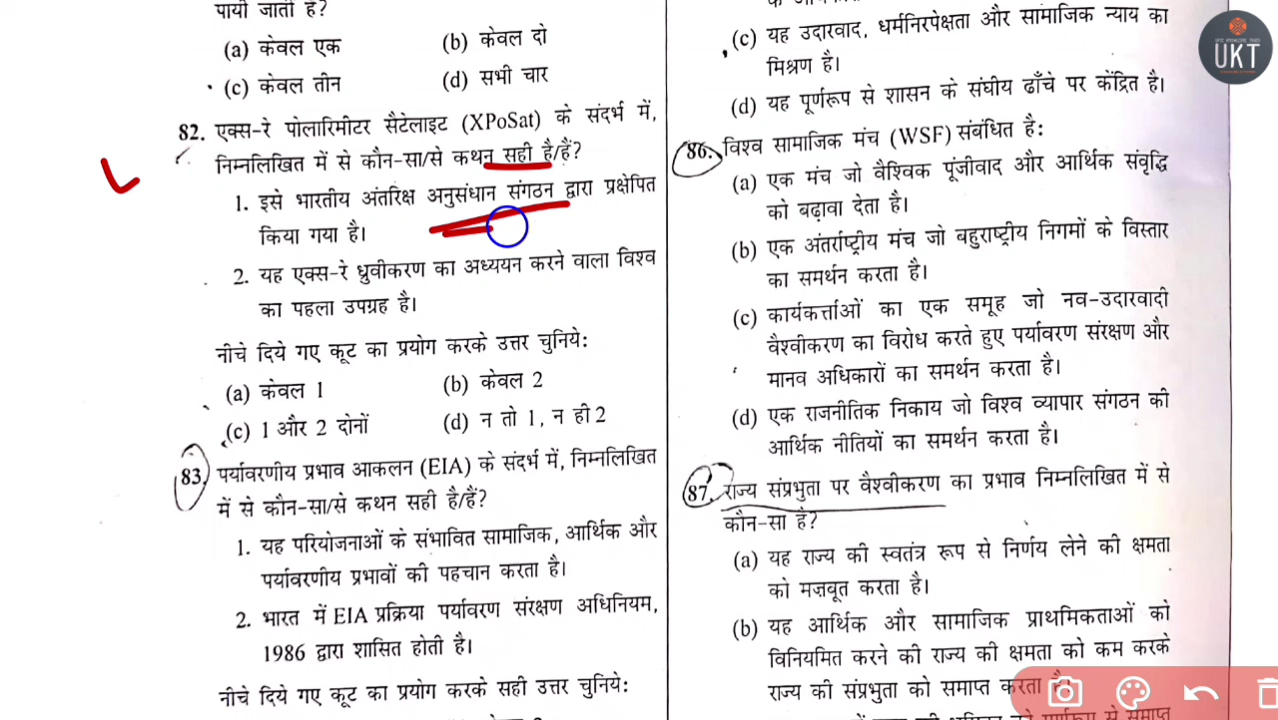 पायी जाती है?
(a) केवल एक (b) केवल दो
(c) केवल तीन (d) सभी चार
82. एक्स-रे पोलारिमीटर सैटेलाइट (XPoSat) के संदर्भ में,
निम्नलिखित में से कौन-सा/से कथन सही है/हैं?
1. इसे भारतीय अंतरिक्ष अनुसंधान संगठन द्वारा प्रक्षेपित
किया गया है।
2. यह एक्स-रे ध्रुवीकरण का अध्ययन करने वाला विश्व
का पहला उपग्रह है।
नीचे दिये गए कूट का प्रयोग करके उत्तर चुनिये:
(a) केवल 1 (b) केवल 2
(c) 1 और 2 दोनों (d) न तो 1, न ही 2
83. पर्यावरणीय प्रभाव आकलन (EIA) के संदर्भ में, निम्नलिखित
में से कौन-सा/से कथन सही है/हैं?
1. यह परियोजनाओं के संभावित सामाजिक, आर्थिक और
पर्यावरणीय प्रभावों की पहचान करता है।
2. भारत में EIA प्रक्रिया पर्यावरण संरक्षण अधिनियम,
1986 द्वारा शासित होती है।
नीचे दिये गए कूट का प्रयोग करके सही उत्तर चुनिये:
(c) यह उदारवाद, धर्मनिरपेक्षता और सामाजिक न्याय का
मिश्रण है।
(d) यह पूर्णरूप से शासन के संघीय ढाँचे पर केंद्रित है।
86. विश्व सामाजिक मंच (WSF) संबंधित है:
(a) एक मंच जो वैश्विक पूंजीवाद और आर्थिक संवृद्धि
को बढ़ावा देता है।
(b) एक अंतर्राष्ट्रीय मंच जो बहुराष्ट्रीय निगमों के विस्तार
का समर्थन करता है।
(c) कार्यकर्त्ताओं का एक समूह जो नव-उदारवादी
वैश्वीकरण का विरोध करते हुए पर्यावरण संरक्षण और
मानव अधिकारों का समर्थन करता है।
(d) एक राजनीतिक निकाय जो विश्व व्यापार संगठन की
आर्थिक नीतियों का समर्थन करता है।
87. राज्य संप्रभुता पर वैश्वीकरण का प्रभाव निम्नलिखित में से
कौन-सा है?
(a) यह राज्य की स्वतंत्र रूप से निर्णय लेने की क्षमता
को मज़बूत करता है।
(b) यह आर्थिक और सामाजिक प्राथमिकताओं को
विनियमित करने की राज्य की क्षमता को कम करके
राज्य की संप्रभुता को समाप्त करता है।
UKT